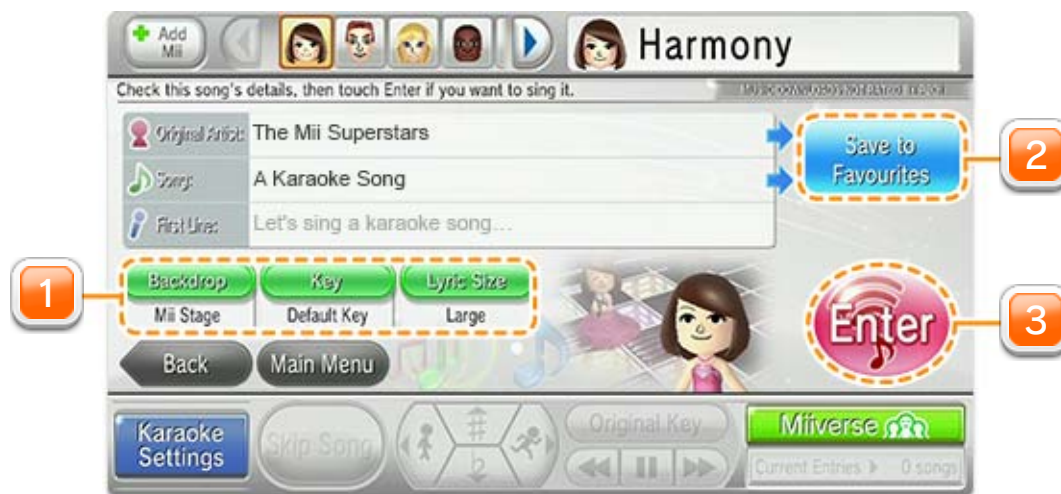 Add
Mii
Harmony
Check this song's details, then touch Enter if you want to sing it.
Original Artist: The Mii Superstars
Song: A Karaoke Song
First Line: Let's sing a karaoke song...
Save to
Favourites
2
1
Backdrop Key Lyric Size
Mii Stage Default Key Large
Enter
3
Back Main Menu
Karaoke
Settings
Skip Song
♯
♭
Original Key
Miiverse
Current Entries 0 songs